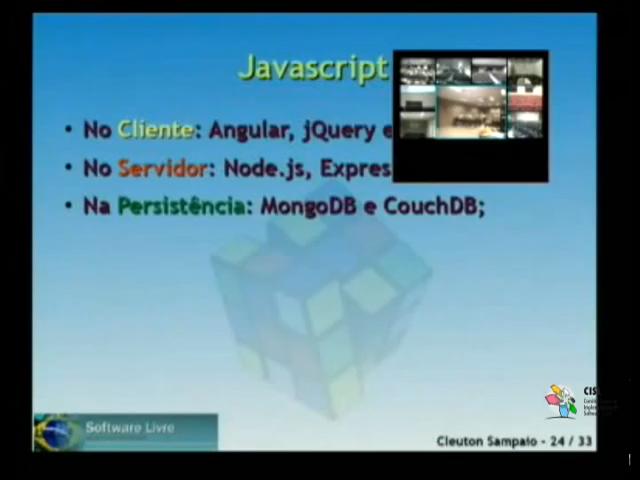 Javascript
• No Cliente: Angular, jQuery e
• No Servidor: Node.js, Expres
• Na Persistência: MongoDB e CouchDB;
CIS
Software Livre
Cleuton Sampaio - 24 / 33